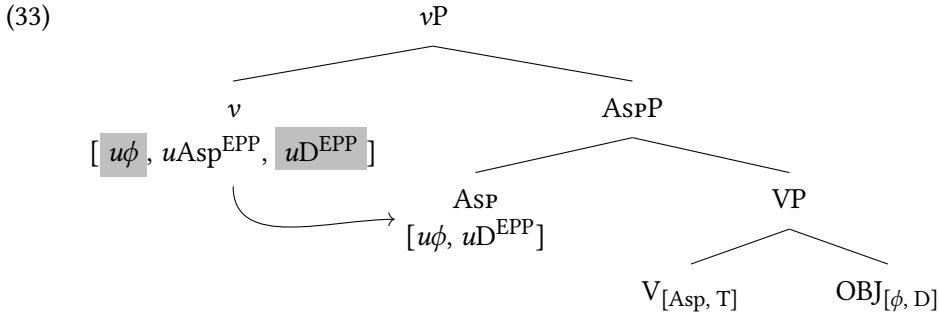 (33) vP
v AspP
[ uϕ, uAsp^EPP, uD^EPP ]
Asp VP
[uϕ, uD^EPP]
V[Asp, T] OBJ[ϕ, D]